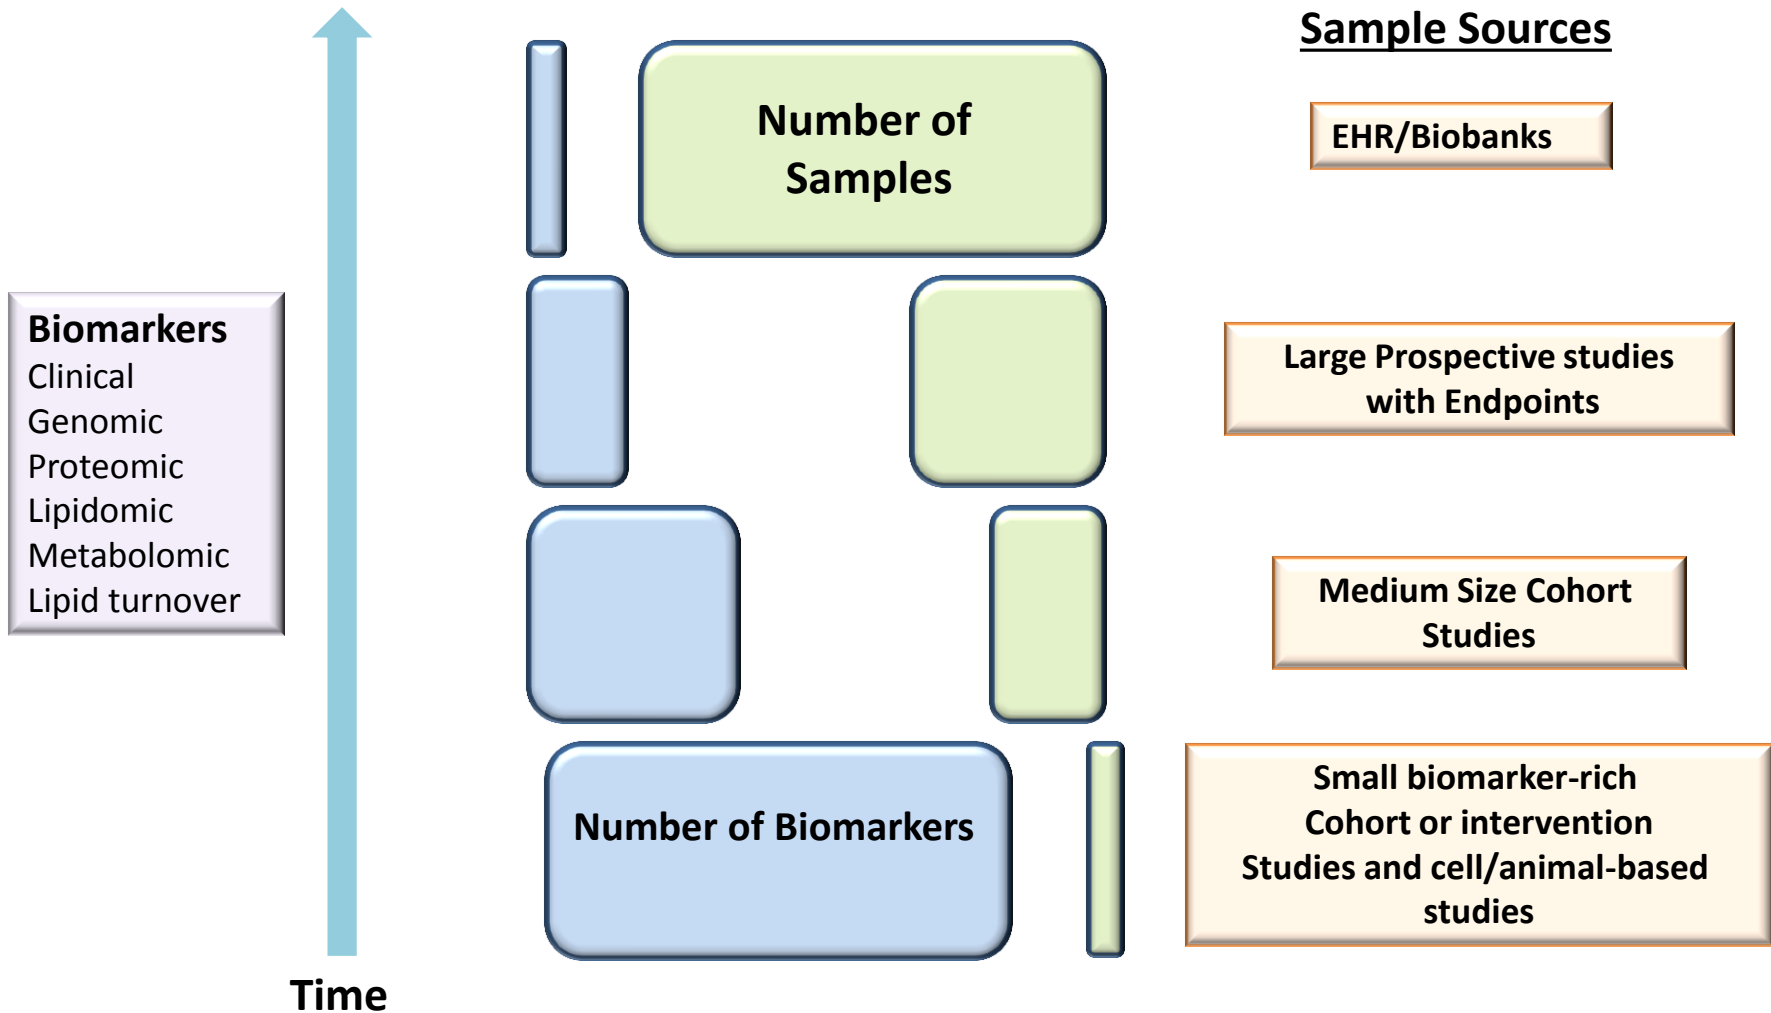 Sample Sources
Number of
Samples
EHR/Biobanks
Biomarkers
Clinical
Genomic
Proteomic
Lipidomic
Metabolomic
Lipid turnover
Large Prospective studies
with Endpoints
Medium Size Cohort
Studies
Number of Biomarkers
Small biomarker-rich
Cohort or intervention
Studies and cell/animal-based
studies
Time